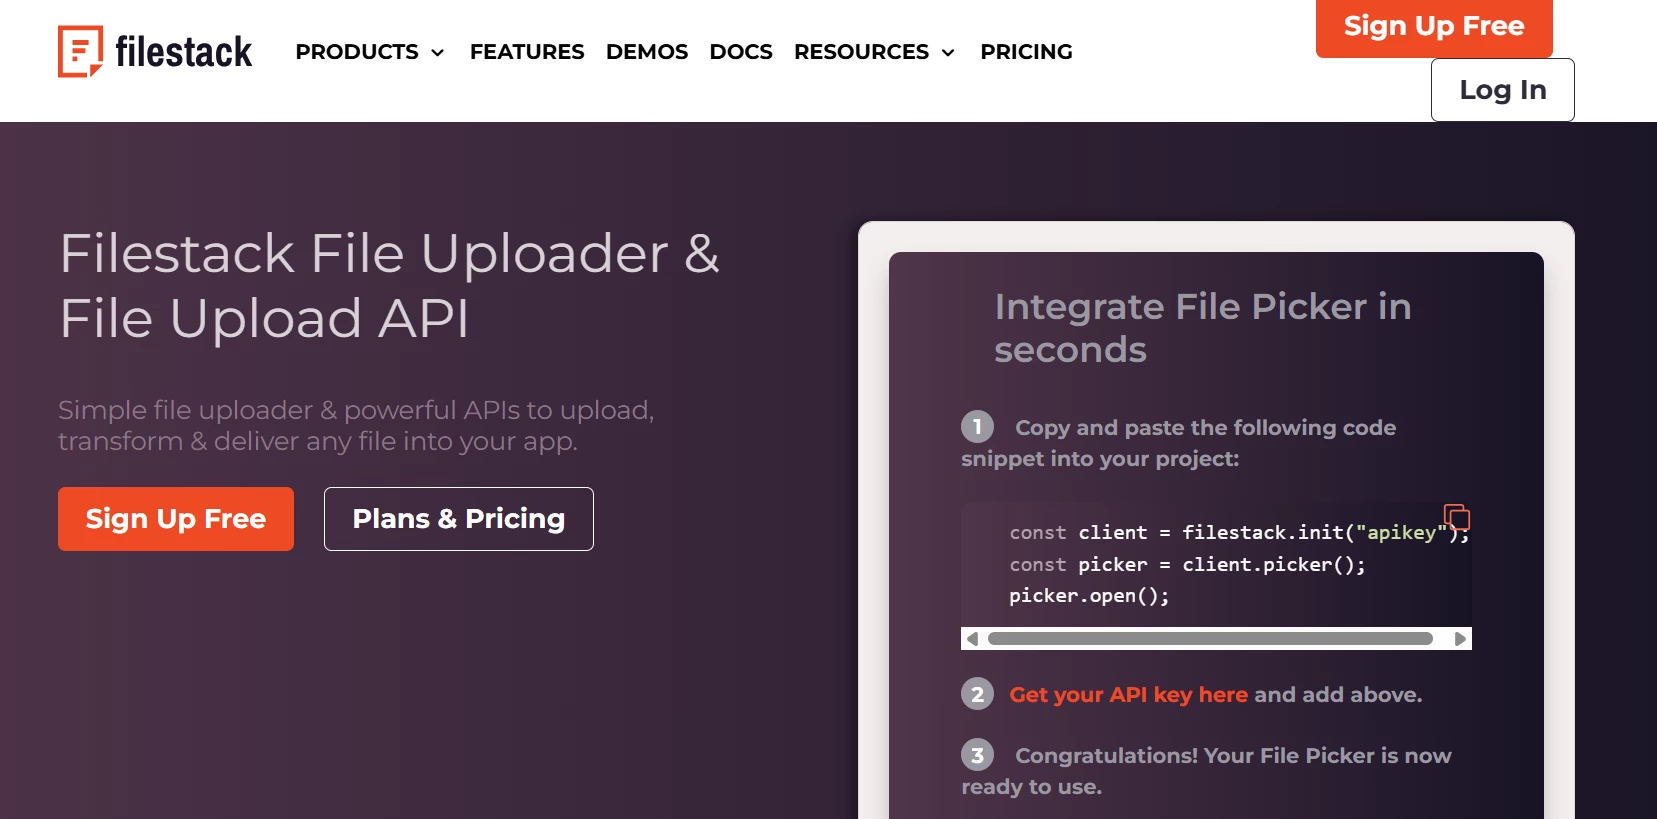 filestack
PRODUCTS FEATURES DEMOS DOCS RESOURCES PRICING
Sign Up Free
Log In
Filestack File Uploader &
File Upload API
Simple file uploader & powerful APIs to upload,
transform & deliver any file into your app.
Sign Up Free Plans & Pricing
Integrate File Picker in
seconds
1 Copy and paste the following code
snippet into your project:
const client = filestack.init("apikey");
const picker = client.picker();
picker.open();
2 Get your API key here and add above.
3 Congratulations! Your File Picker is now
ready to use.